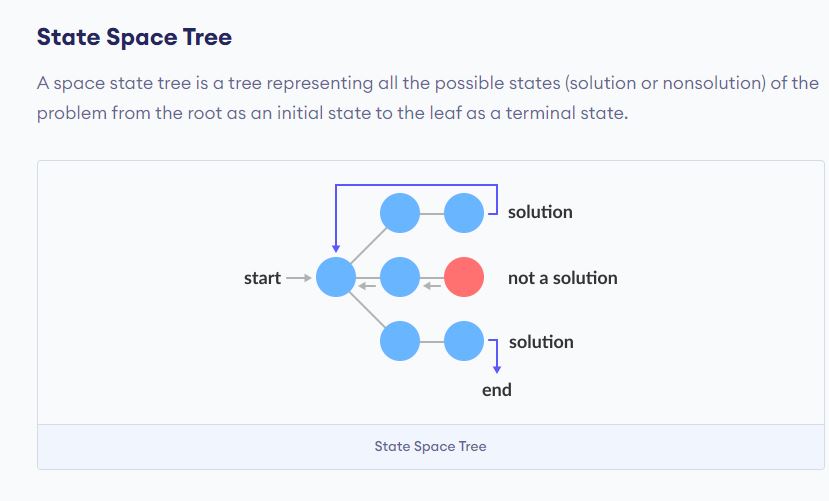 State Space Tree
A space state tree is a tree representing all the possible states (solution or nonsolution) of the
problem from the root as an initial state to the leaf as a terminal state.
solution
start
not a solution
solution
end
State Space Tree